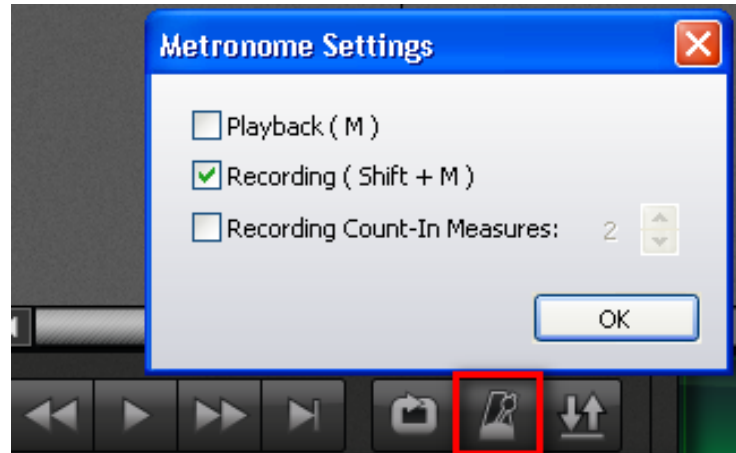 Metronome Settings
Playback ( M )
Recording ( Shift + M )
Recording Count-In Measures: 2
OK